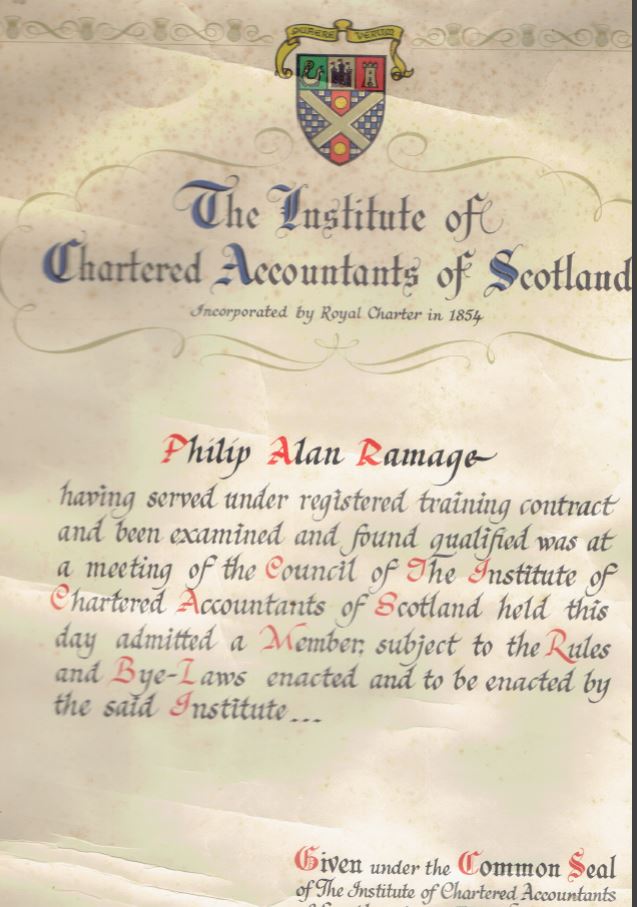 QUÆRE VERUM
The Institute of
Chartered Accountants of Scotland
Incorporated by Royal Charter in 1854
Philip Alan Ramage
having served under registered training contract
and been examined and found qualified was at
a meeting of the Council of The Institute of
Chartered Accountants of Scotland held this
day admitted a Member, subject to the Rules
and Bye-Laws enacted and to be enacted by
the said Institute...
Given under the Common Seal
of The Institute of Chartered Accountants